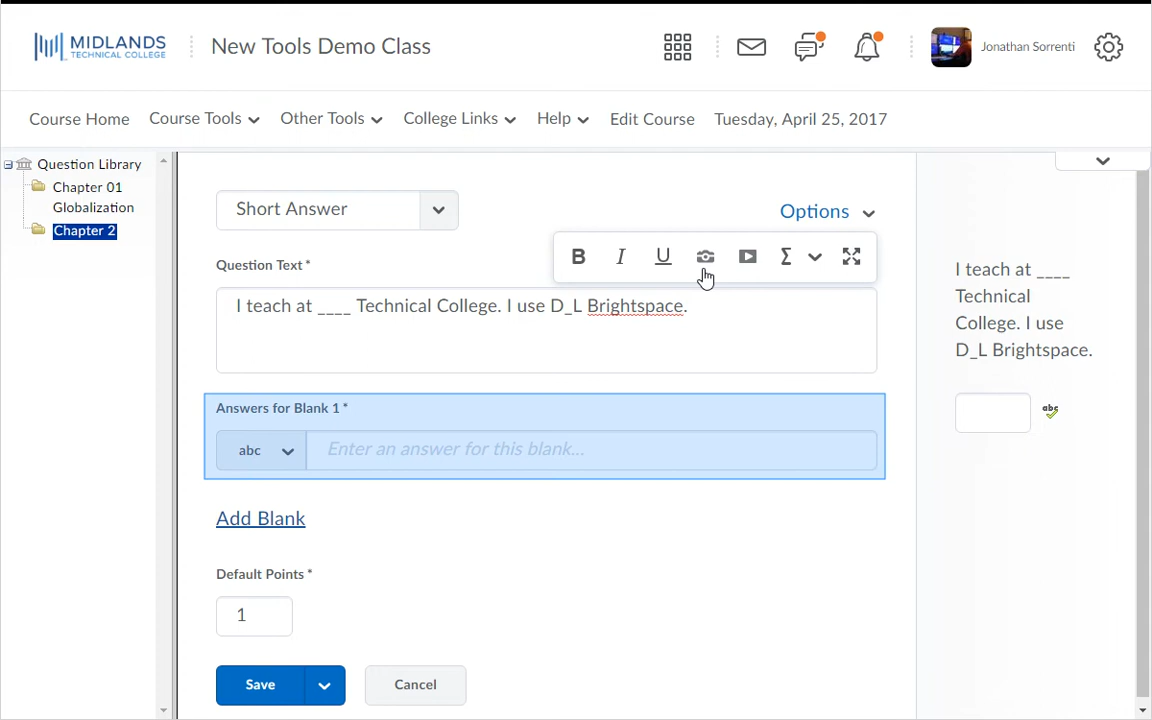 MIDLANDS
TECHNICAL COLLEGE
New Tools Demo Class
Jonathan Sorrenti
Course Home
Course Tools
Other Tools
College Links
Help
Edit Course
Tuesday, April 25, 2017
Question Library
Chapter 01
Globalization
Chapter 2
Short Answer
Options
B I U Σ
Question Text *
I teach at ____ Technical College. I use D_L Brightspace.
Answers for Blank 1 *
abc
Enter an answer for this blank...
Add Blank
Default Points *
1
Save
Cancel
I teach at ____
Technical
College. I use
D_L Brightspace.
abc